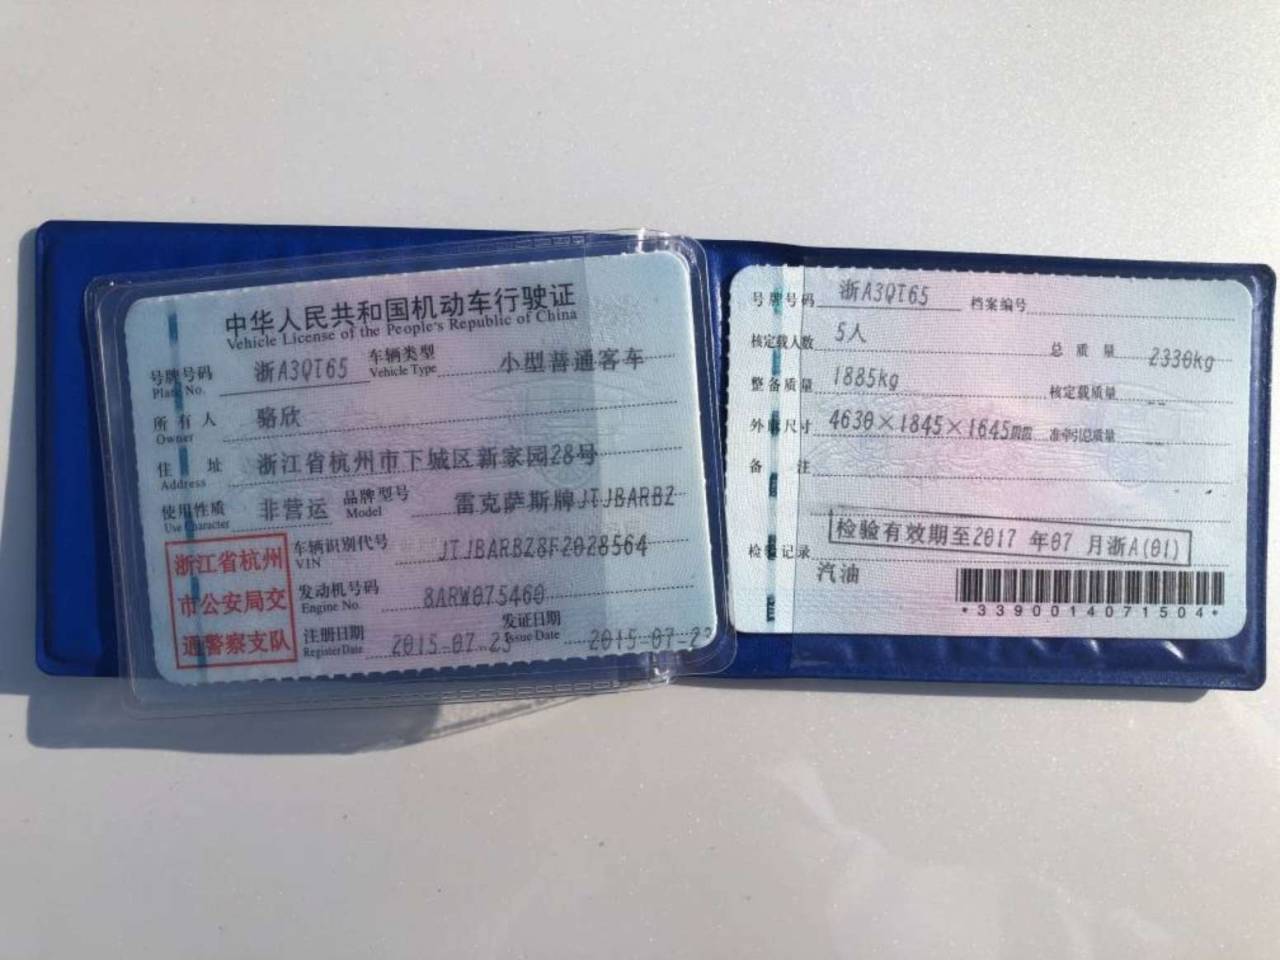 中华人民共和国机动车行驶证
Vehicle License of the People's Republic of China
号牌号码 浙A3QT65 车辆类型 小型普通客车
Plate No. Vehicle Type
所有人 骆欣
Owner
住址 浙江省杭州市下城区新家园28号
Address
使用性质 非营运 品牌型号 雷克萨斯牌JTJBARBZ
Use Character Model
浙江省杭州
市公安局交
通警察支队
车辆识别代号 JTJBARBZ8F2028564
VIN
发动机号码 8ARW075460
Engine No.
注册日期 2015-07-23 发证日期 2015-07-23
Register Date Issue Date
号牌号码 浙A3QT65 档案编号
核定载人数 5人 总质量 2330kg
整备质量 1885kg 核定载质量 --
外廓尺寸 4630×1845×1645mm 准牵引总质量 --
备注
检验有效期至2017年07月浙A(01)
检验记录
汽油
*3390014071504*